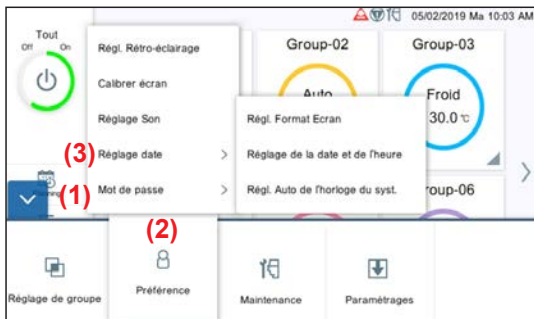 05/02/2019 Ma 10:03 AM
Tout
Off On
Régl. Rétro-éclairage
Calibrer écran
Réglage Son
(3) Réglage date >
(1) Mot de passe >
Group-02
Auto
Group-03
Froid
30.0 °C
Régl. Format Ecran
Réglage de la date et de l'heure
Régl. Auto de l'horloge du syst.
roup-06
(2)
Réglage de groupe
Préférence
Maintenance
Paramétrages